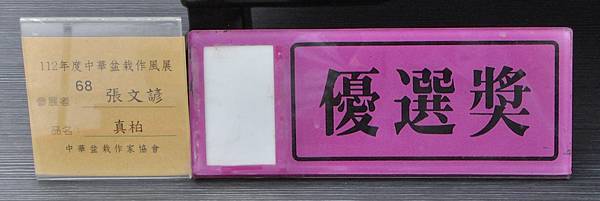 112年度中華盆栽作風展
68
參展者: 張文諺
品名: 真柏
中華盆栽作家協會
優選獎